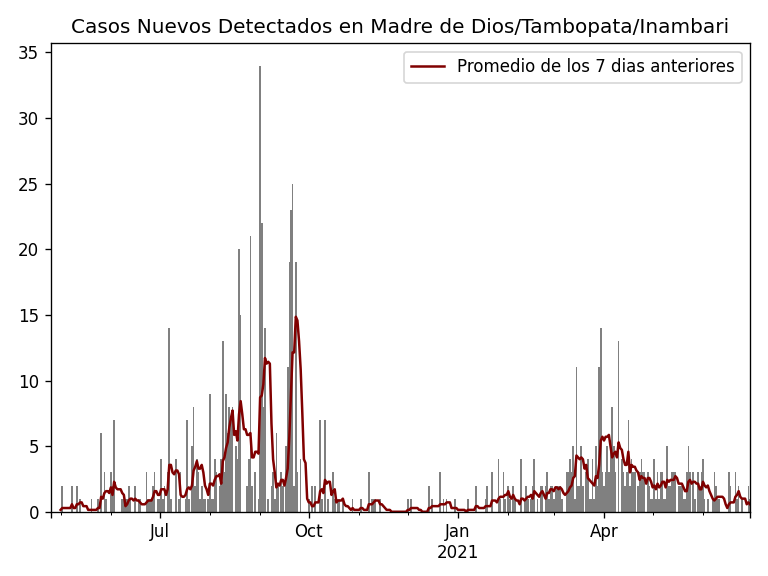 Casos Nuevos Detectados en Madre de Dios/Tambopata/Inambari
Promedio de los 7 dias anteriores
35
30
25
20
15
10
5
0
Jul
Oct
Jan
2021
Apr